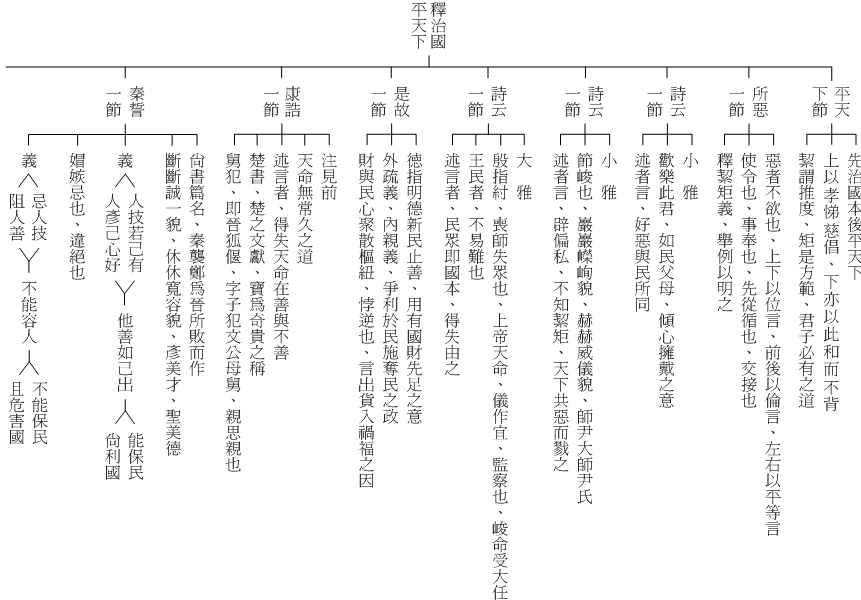 釋治國
平天下
平天
下節
先治國本後平天下
上以孝悌慈倡、下亦以此和而不背
絜謂推度、矩是方範、君子必有之道
所惡
一節
惡者不欲也、上下以位言、前後以倫言、左右以平等言
使令也、事奉也、先從循也、交接也
釋絜矩義、舉例以明之
詩云
一節
小　雅
歡樂此君、如民父母、傾心擁戴之意
述者言、好惡與民所同
詩云
一節
小　雅
節峻也、巖巖嶸峋貌、赫赫威儀貌、師尹大師尹氏
述者言、辟偏私、不知絜矩、天下共惡而戮之
詩云
一節
大　雅
殷指紂、喪師失眾也、上帝天命、儀作宜、監察也、峻命受大任
王民者、不易難也
述言者、民眾即國本、得失由之
是故
一節
德指明德新民止善、用有國財先足之意
外疏義、內親義、爭利於民施奪民之政
財與民心聚散樞紐、悖逆也、言出貨入禍福之因
康誥
一節
注見前
天命無常久之道
述言者、得失天命在善與不善
楚書、楚之文獻、寶爲奇貴之稱
舅犯、即晉狐偃、字子犯文公母舅、親思親也
秦誓
一節
尙書篇名、秦襲鄭爲晉所敗而作
斷斷誠一貌、休休寬容貌、彥美才、聖美德
義
人技若己有
人彥己心好
他善如己出
能保民
尙利國
媢嫉忌也、違絕也
義
忌人技
阻人善
不能容人
不能保民
且危害國